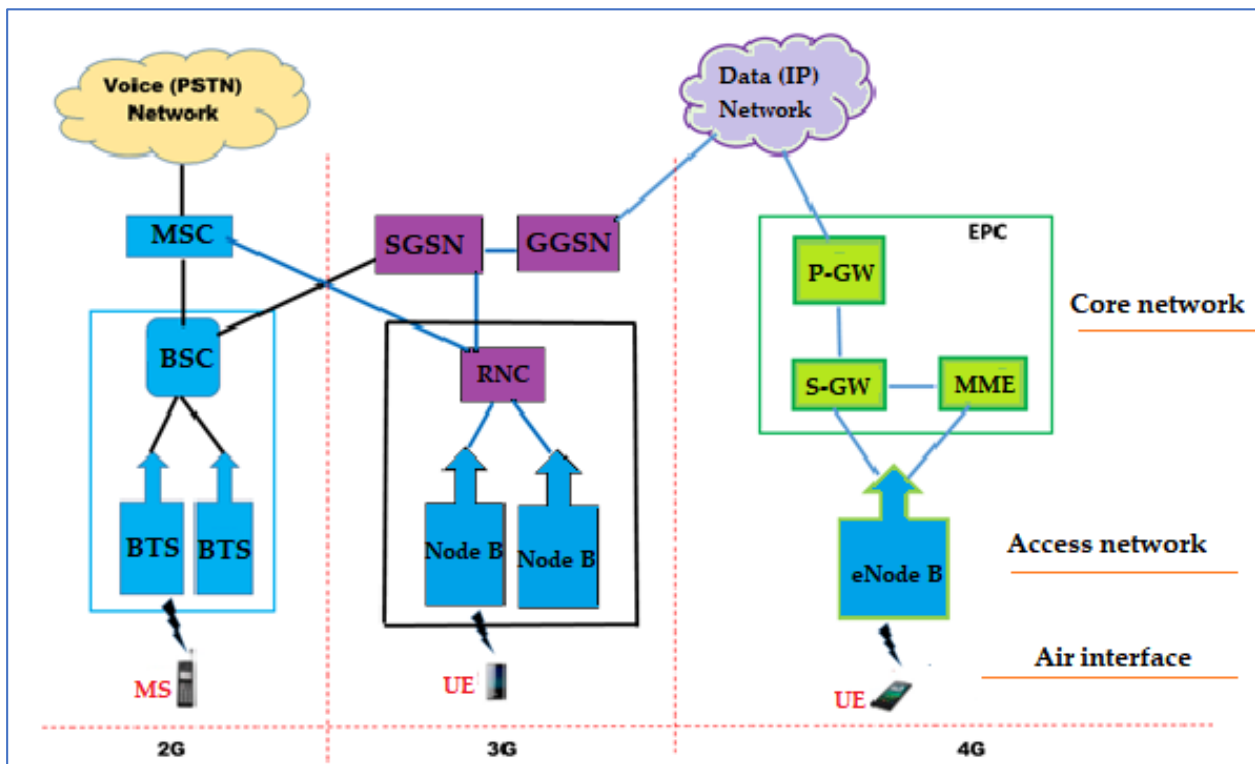 Voice (PSTN)
Network
Data (IP)
Network
MSC
SGSN
GGSN
EPC
P-GW
Core network
BSC
RNC
S-GW
MME
BTS
BTS
Node B
Node B
eNode B
Access network
Air interface
MS
UE
UE
2G
3G
4G